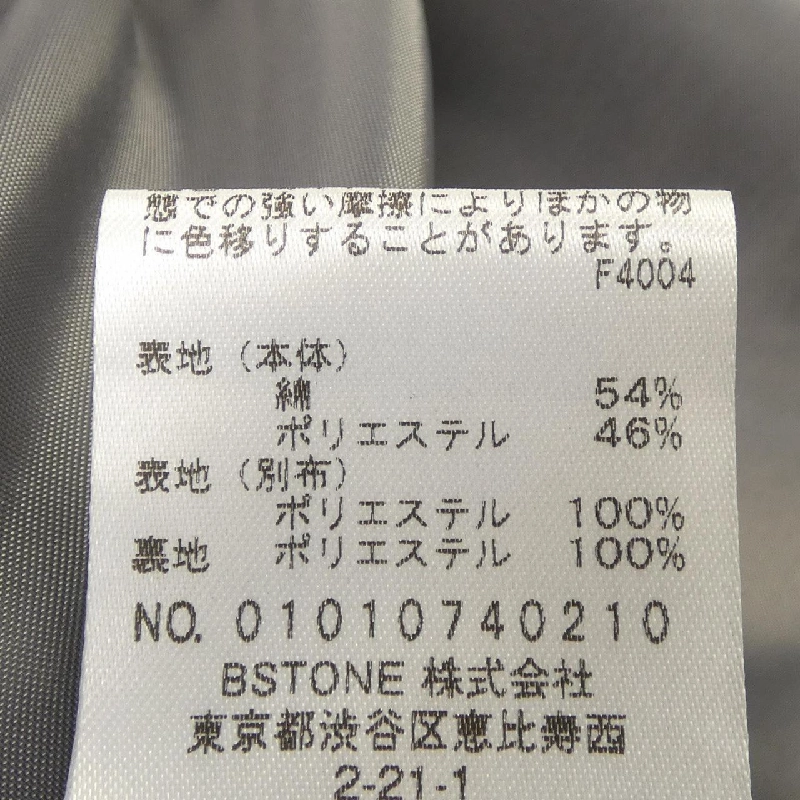 態での強い摩擦によりほかの物
に色移りすることがあります。
F4004
表地（本体）
綿 54%
ポリエステル 46%
表地（別布）
ポリエステル 100%
裏地 ポリエステル 100%
NO. 01010740210
BSTONE 株式会社
東京都渋谷区恵比寿西
2-21-1